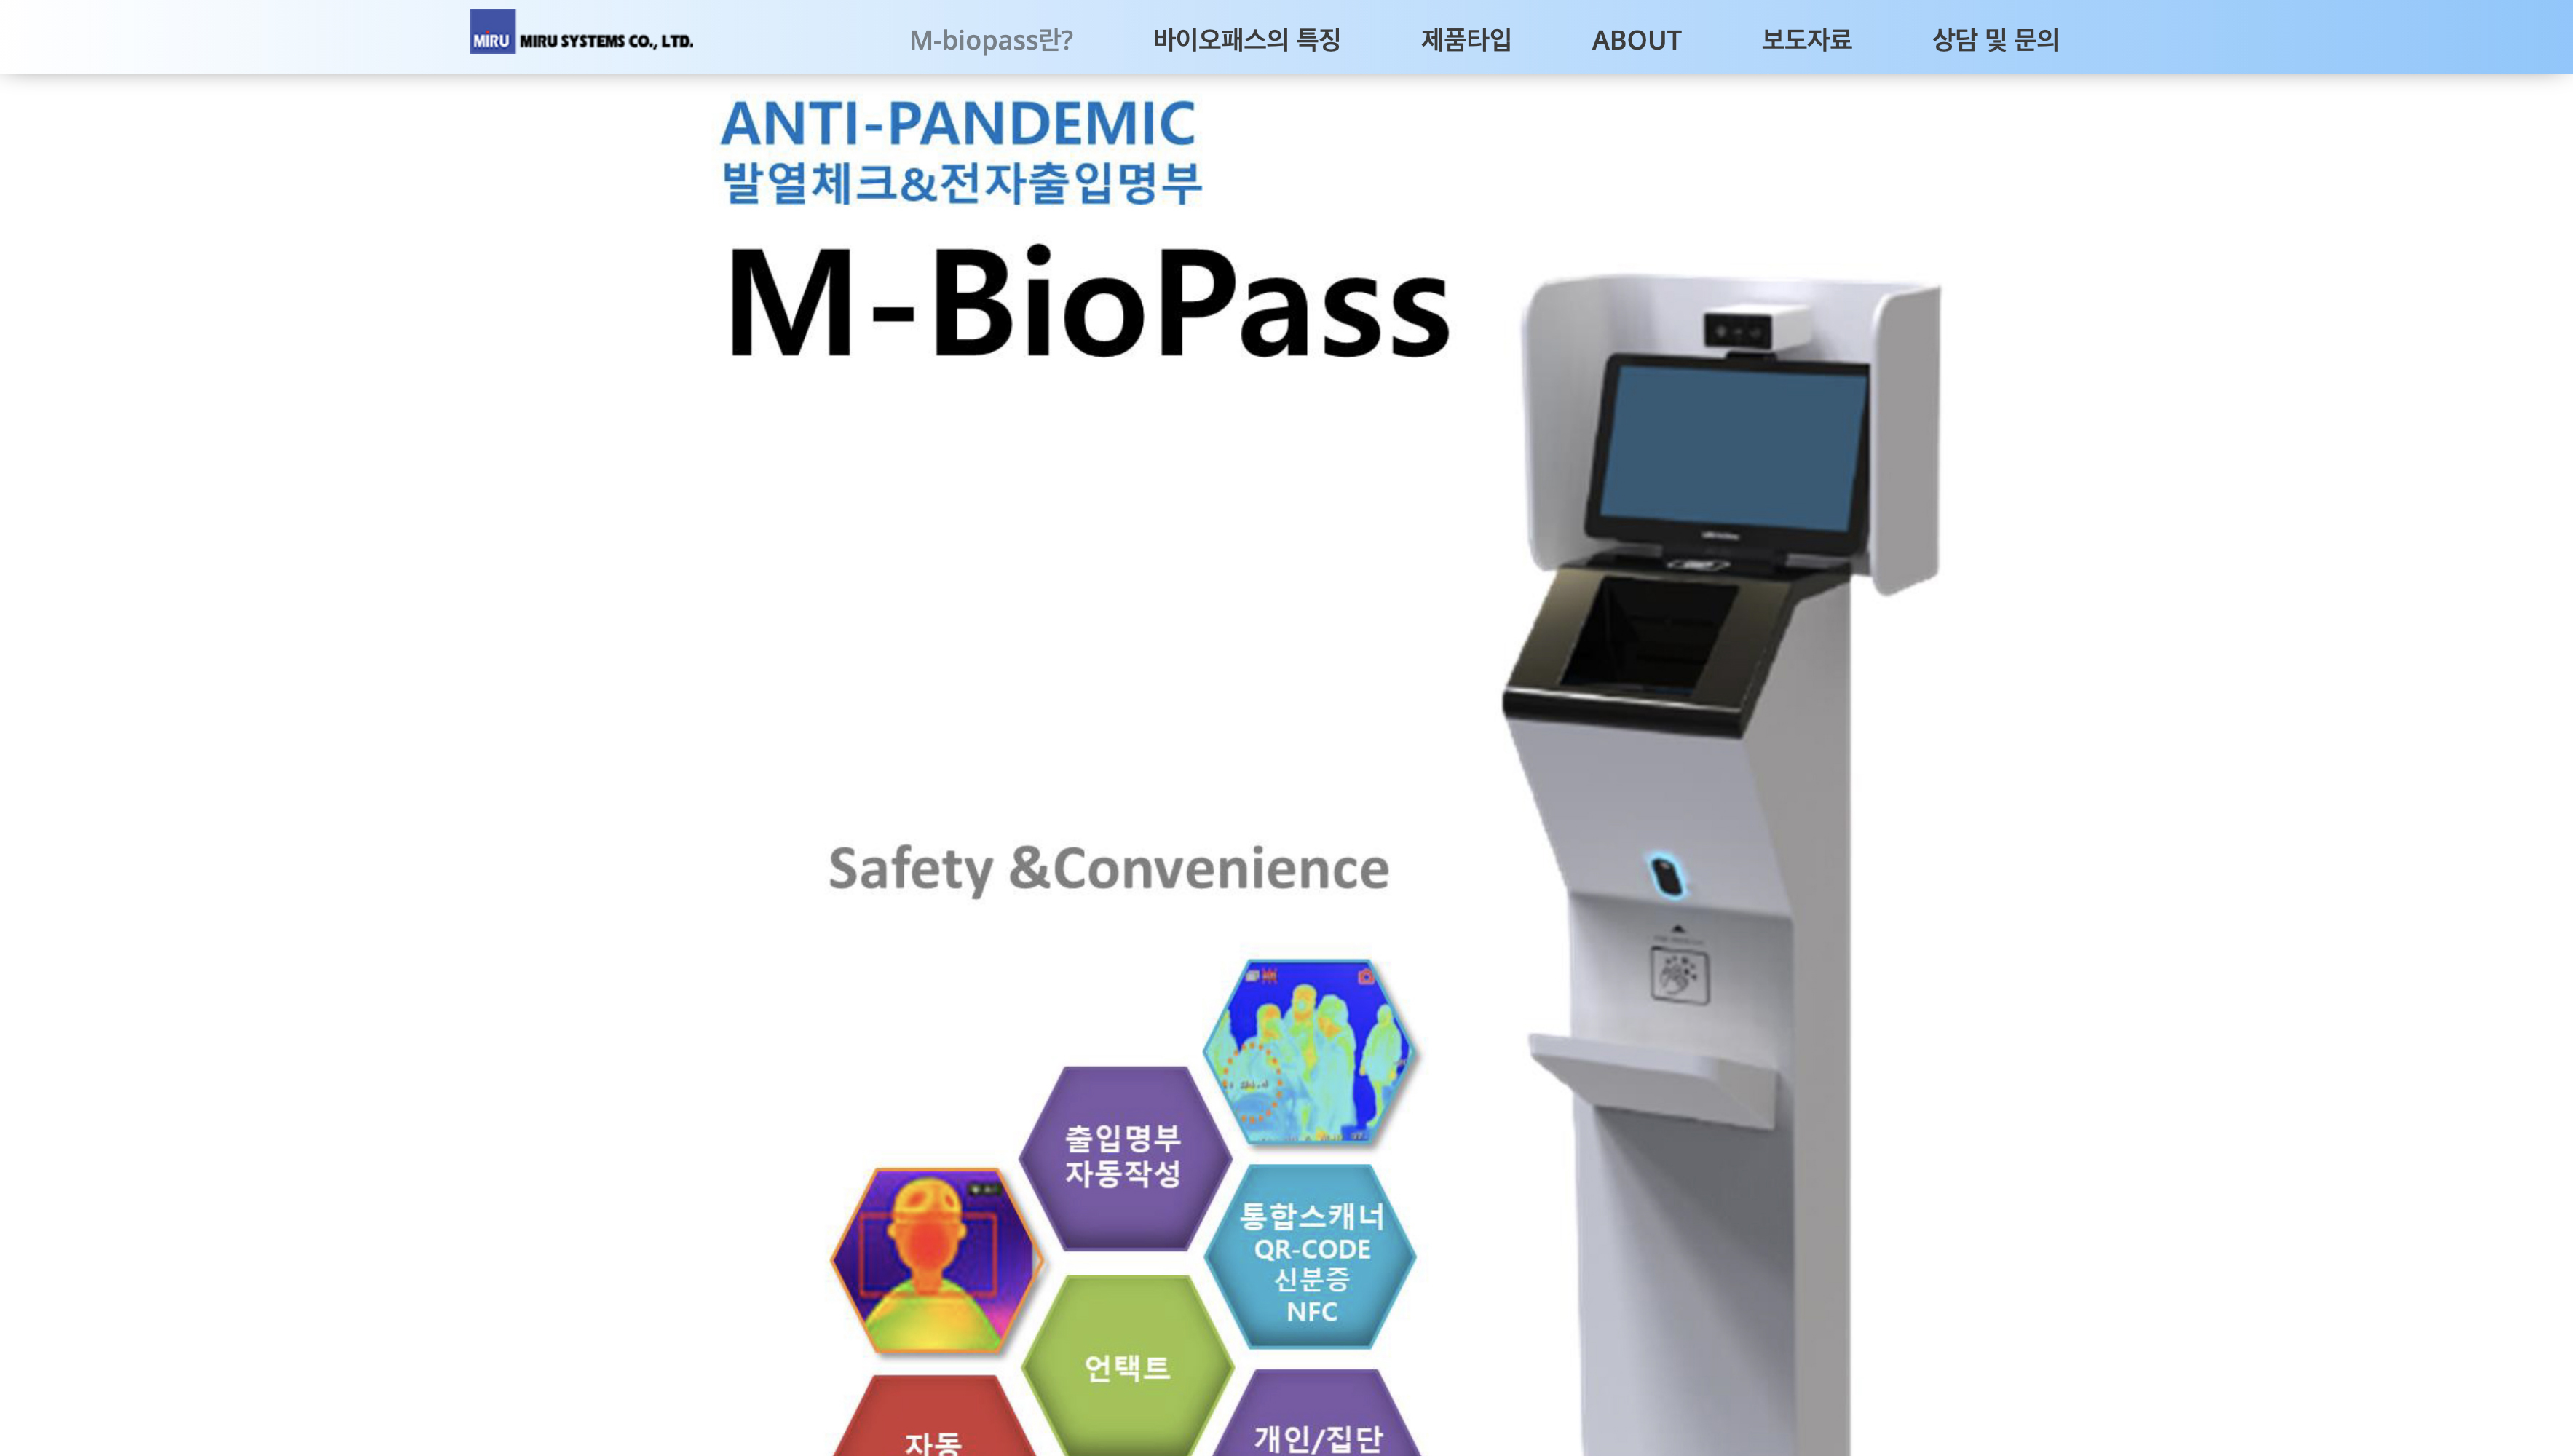 MIRU MIRU SYSTEMS CO., LTD.
M-biopass란?
바이오패스의 특징
제품타입
ABOUT
보도자료
상담 및 문의
ANTI-PANDEMIC
발열체크&전자출입명부
M-BioPass
Safety &Convenience
출입명부
자동작성
통합스캐너
QR-CODE
신분증
NFC
언택트
자동
개인/집단